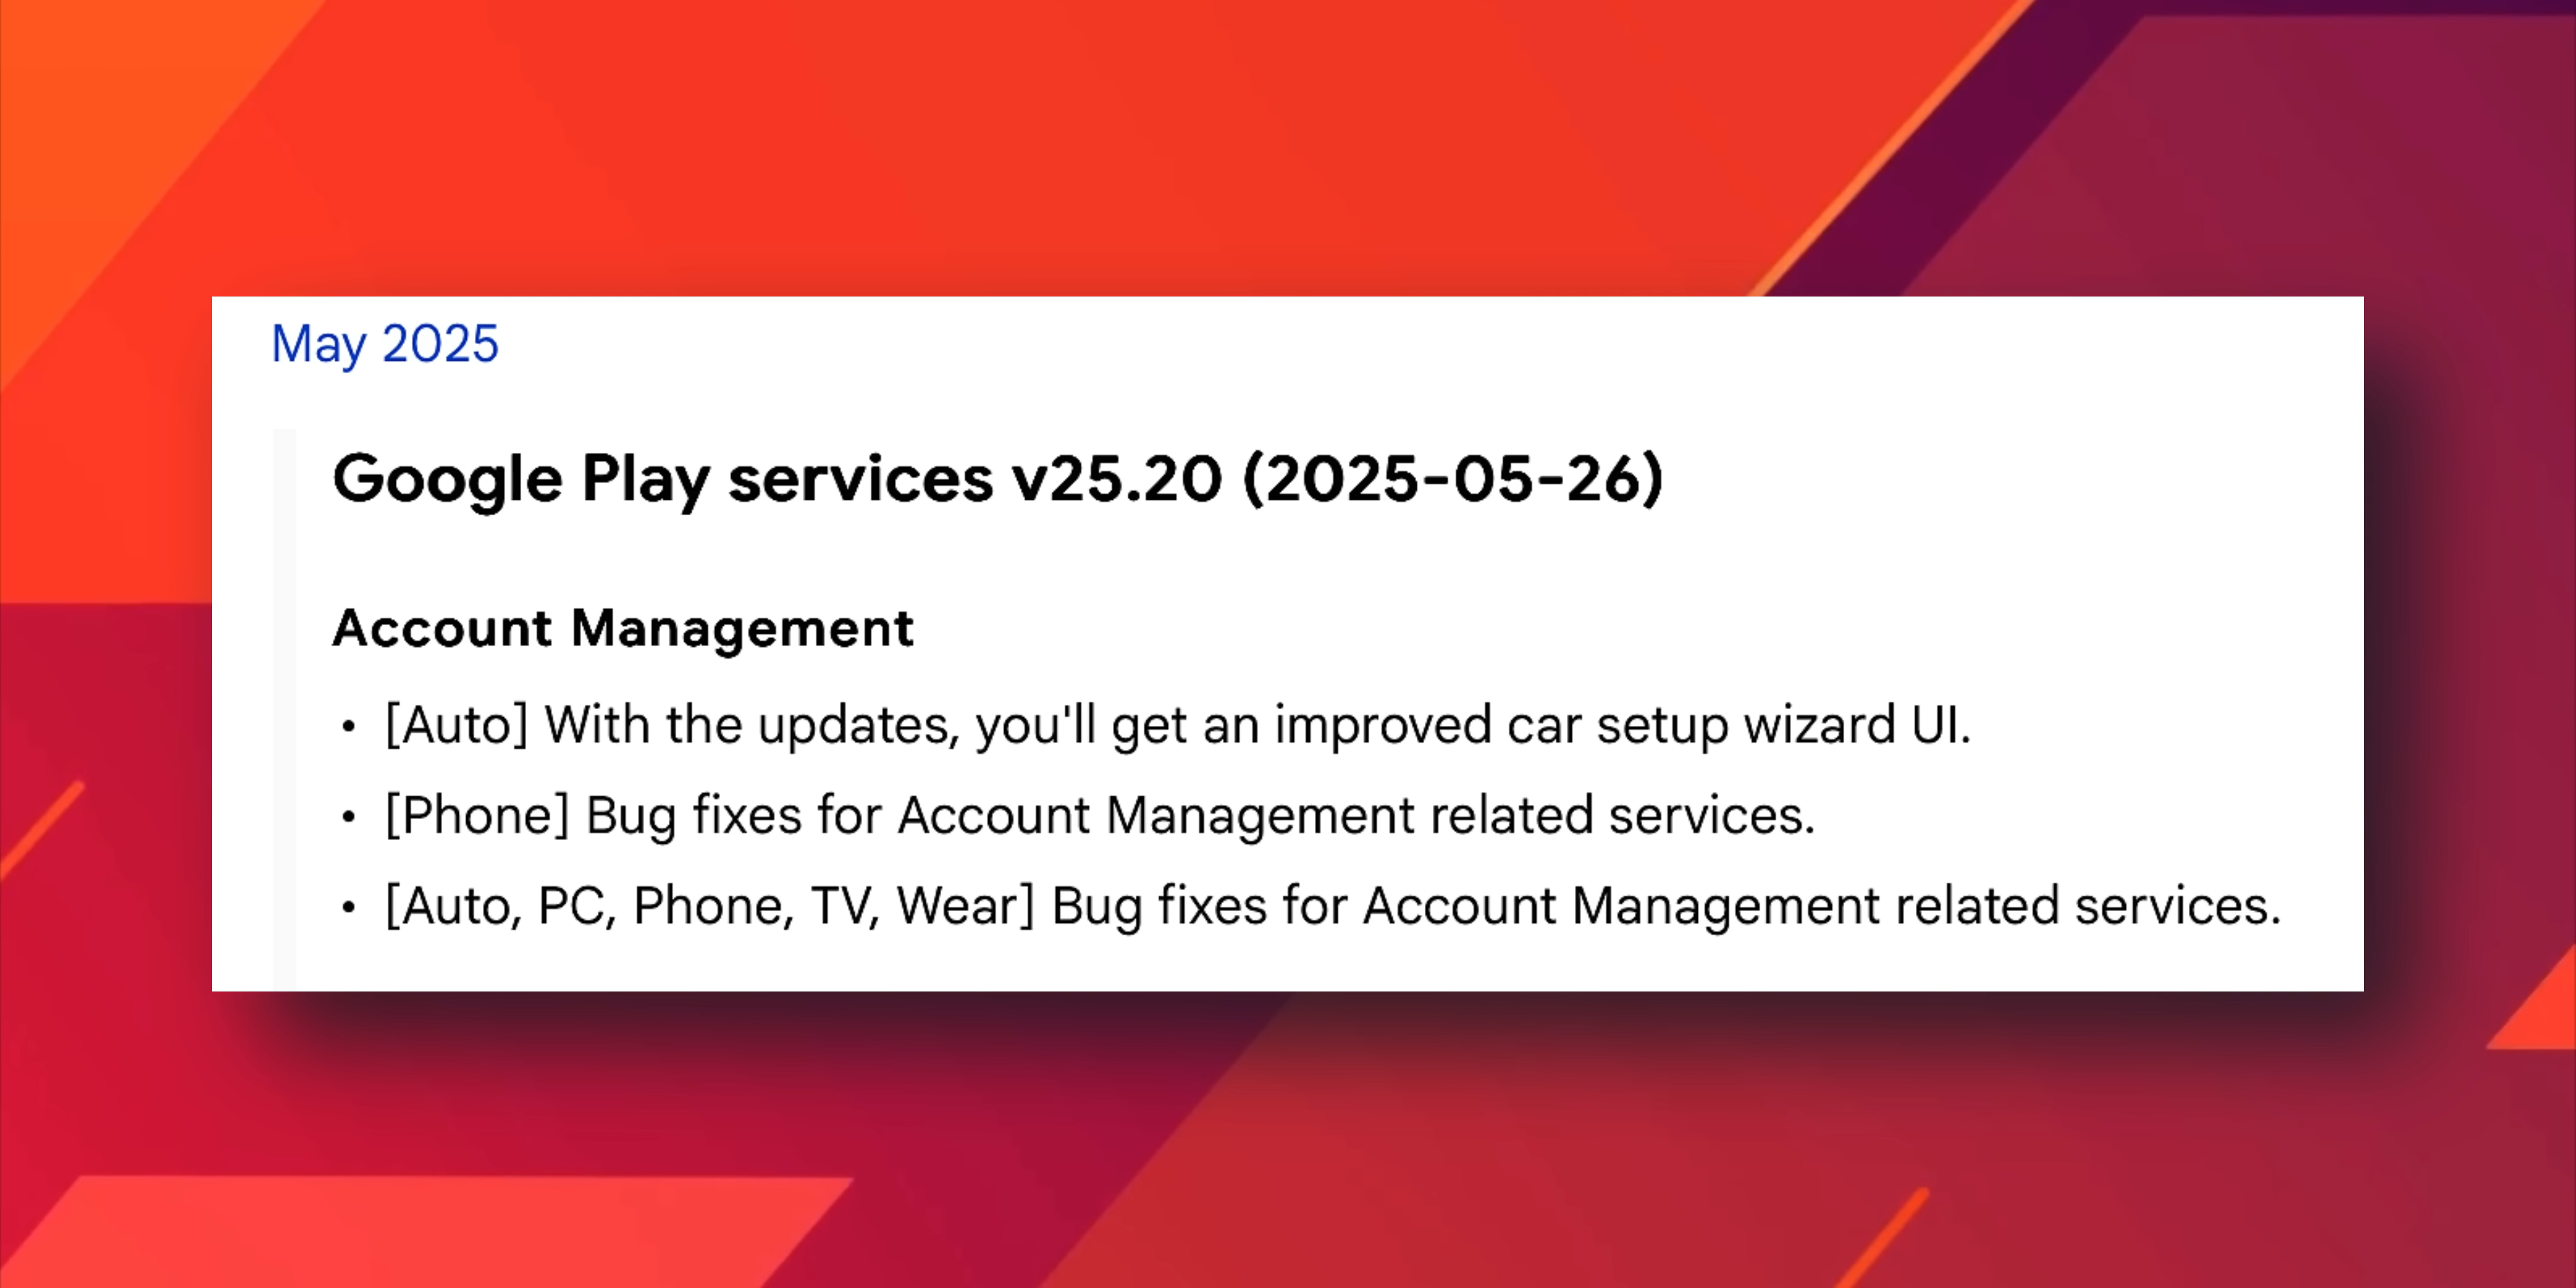 May 2025
Google Play services v25.20 (2025-05-26)
Account Management
• [Auto] With the updates, you'll get an improved car setup wizard UI.
• [Phone] Bug fixes for Account Management related services.
• [Auto, PC, Phone, TV, Wear] Bug fixes for Account Management related services.